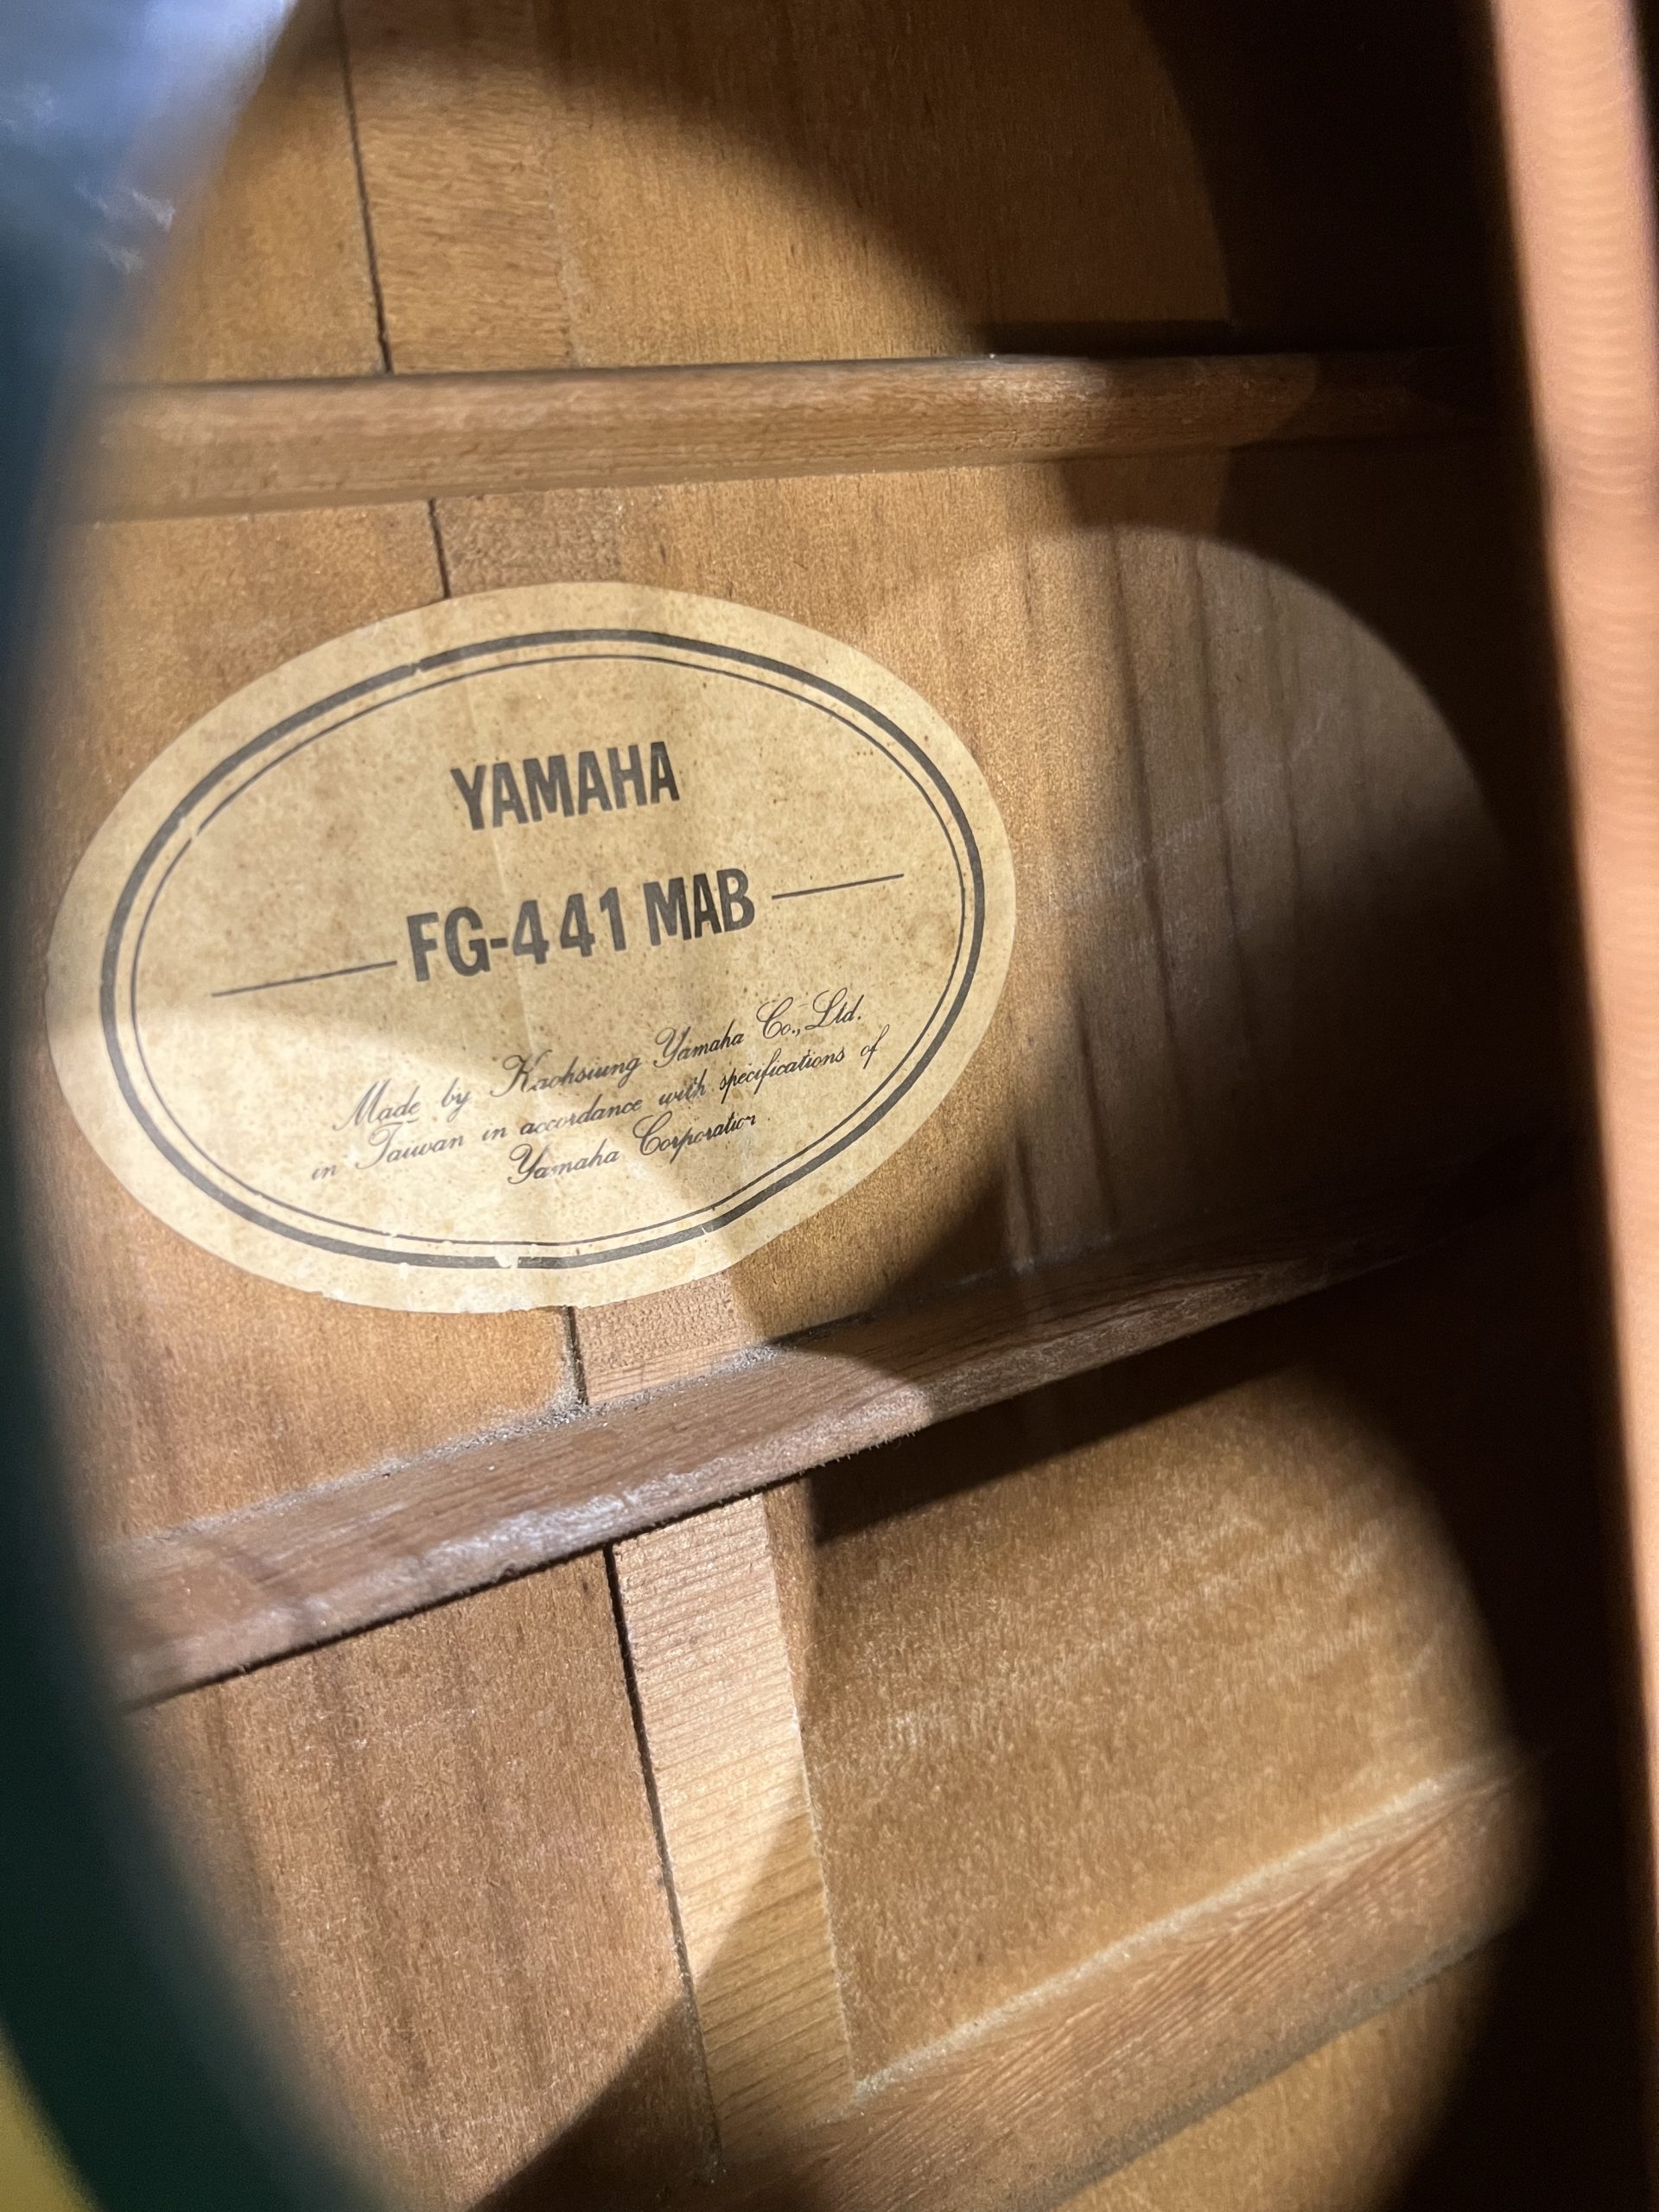 YAMAHA
FG-441 MAB
Made by Kaohsiung Yamaha Co., Ltd.
in Taiwan in accordance with specifications of
Yamaha Corporation